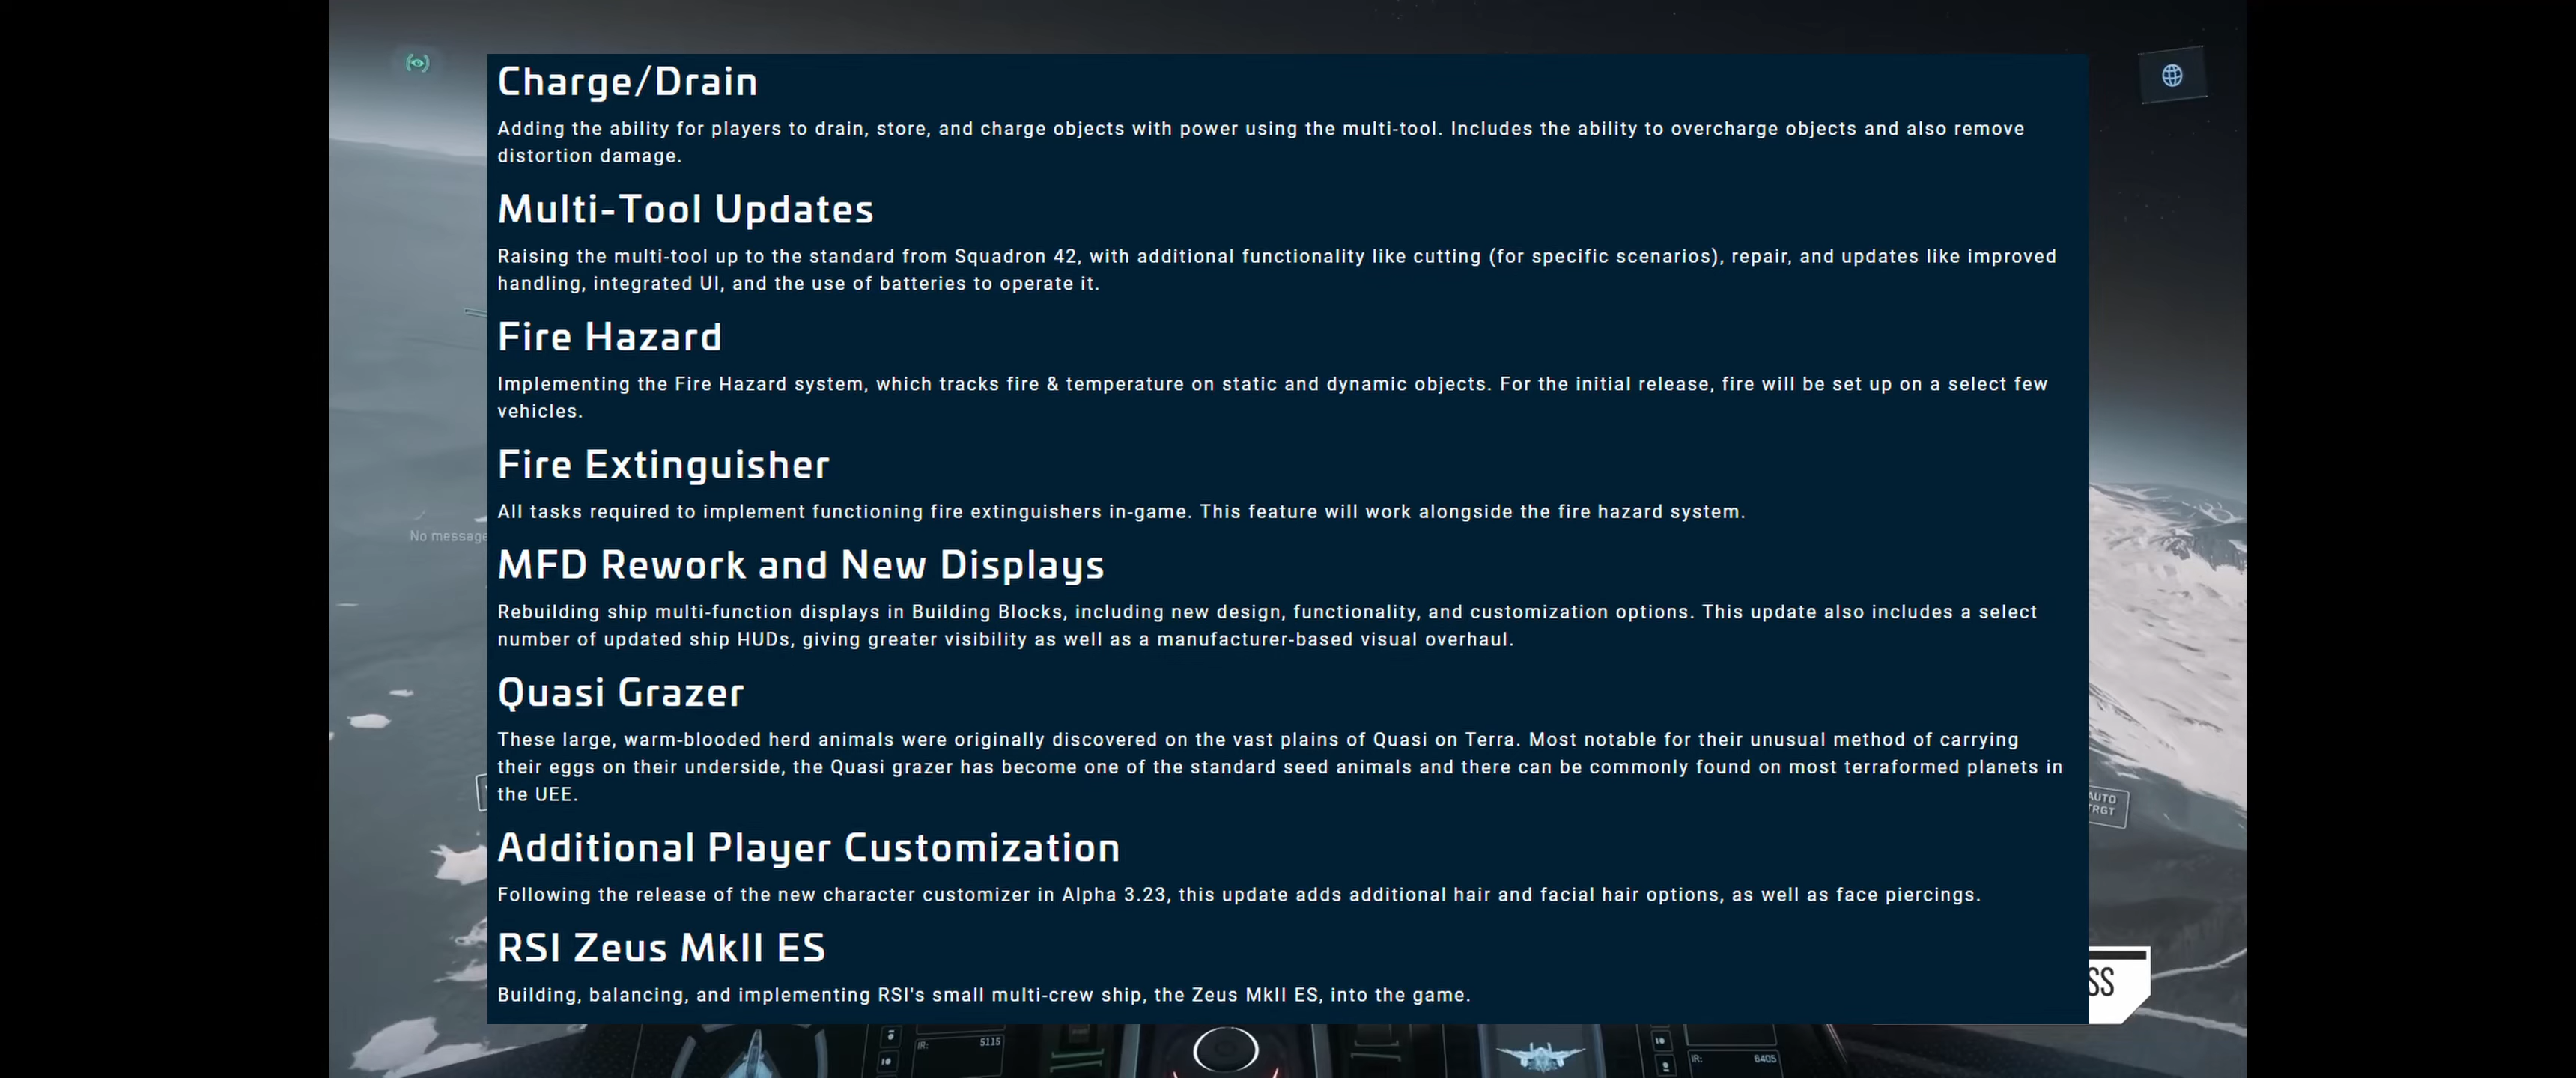 Charge/Drain
Adding the ability for players to drain, store, and charge objects with power using the multi-tool. Includes the ability to overcharge objects and also remove
distortion damage.
Multi-Tool Updates
Raising the multi-tool up to the standard from Squadron 42, with additional functionality like cutting (for specific scenarios), repair, and updates like improved
handling, integrated UI, and the use of batteries to operate it.
Fire Hazard
Implementing the Fire Hazard system, which tracks fire & temperature on static and dynamic objects. For the initial release, fire will be set up on a select few
vehicles.
Fire Extinguisher
All tasks required to implement functioning fire extinguishers in-game. This feature will work alongside the fire hazard system.
No message
MFD Rework and New Displays
Rebuilding ship multi-function displays in Building Blocks, including new design, functionality, and customization options. This update also includes a select
number of updated ship HUDs, giving greater visibility as well as a manufacturer-based visual overhaul.
Quasi Grazer
These large, warm-blooded herd animals were originally discovered on the vast plains of Quasi on Terra. Most notable for their unusual method of carrying
their eggs on their underside, the Quasi grazer has become one of the standard seed animals and there can be commonly found on most terraformed planets in
the UEE.
AUTO
TRGT
Additional Player Customization
Following the release of the new character customizer in Alpha 3.23, this update adds additional hair and facial hair options, as well as face piercings.
RSI Zeus MkII ES
Building, balancing, and implementing RSI's small multi-crew ship, the Zeus MkII ES, into the game.
SS
IR: 5115
IR: 6405